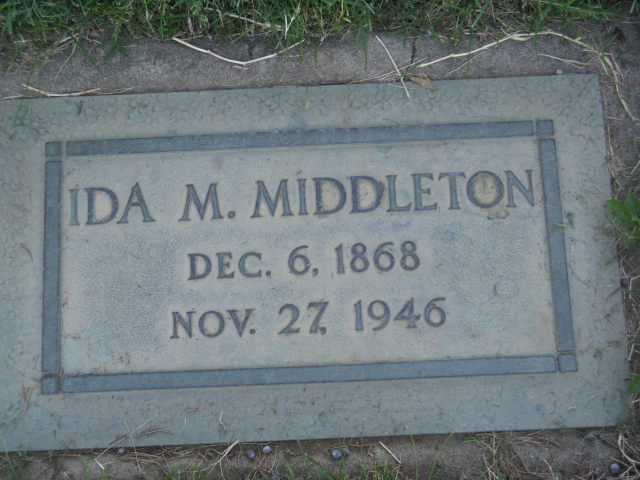 IDA M. MIDDLETON
DEC. 6, 1868
NOV. 27, 1946